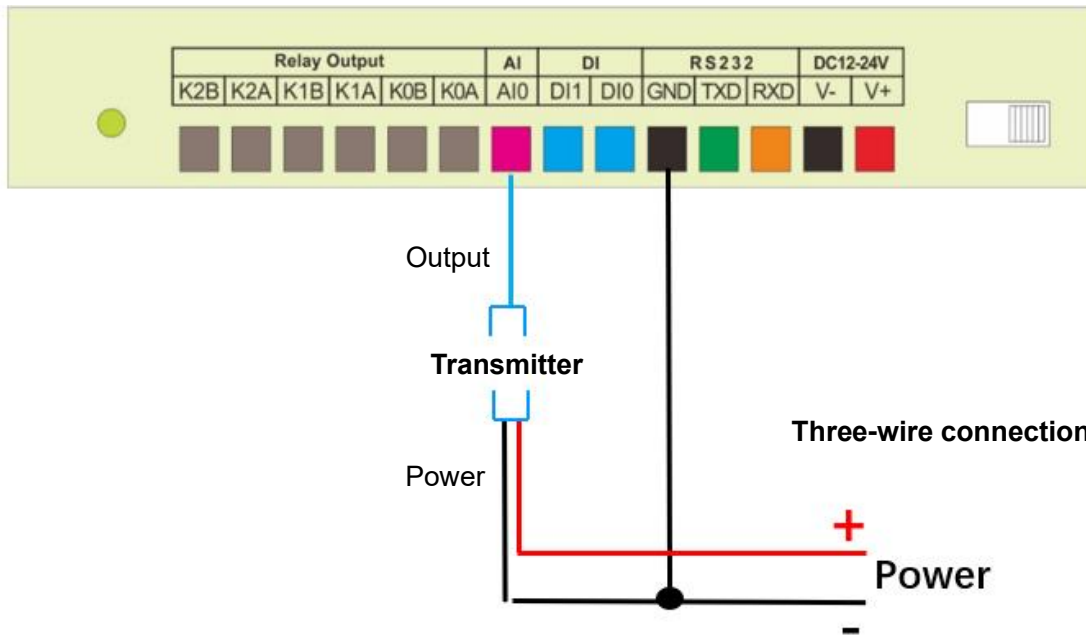 Relay Output AI DI RS232 DC12-24V
K2B K2A K1B K1A K0B K0A AI0 DI1 DI0 GND TXD RXD V- V+
Output
Transmitter
Three-wire connection
Power
+
Power
-